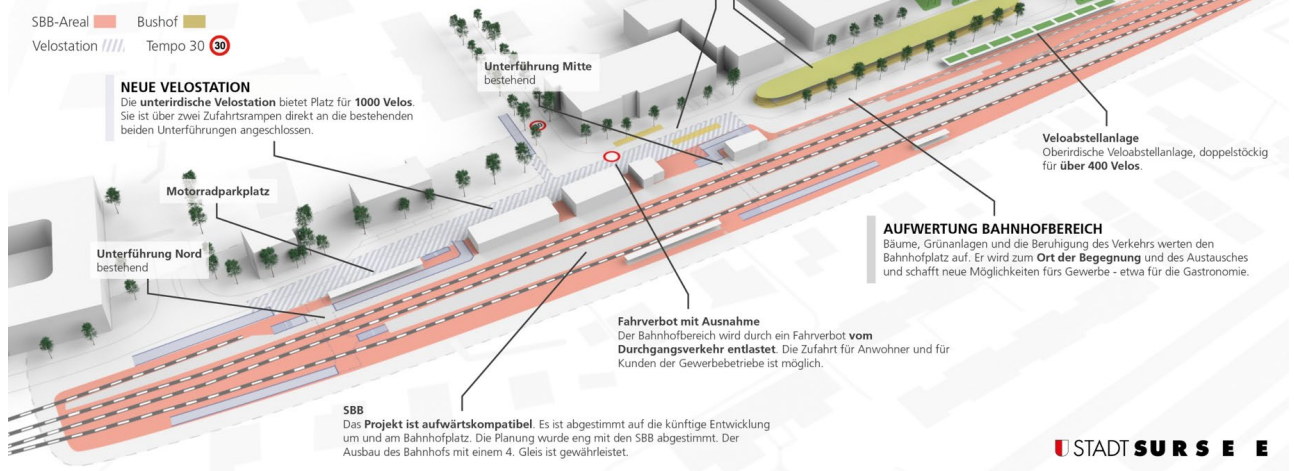 SBB-Areal
Bushof
Velostation
Tempo 30
30
NEUE VELOSTATION
Die unterirdische Velostation bietet Platz für 1000 Velos.
Sie ist über zwei Zufahrtsrampen direkt an die bestehenden
beiden Unterführungen angeschlossen.
Unterführung Mitte
bestehend
Motorradparkplatz
Unterführung Nord
bestehend
Veloabstellanlage
Oberirdische Veloabstellanlage, doppelstöckig
für über 400 Velos.
AUFWERTUNG BAHNHOFBEREICH
Bäume, Grünanlagen und die Beruhigung des Verkehrs werten den
Bahnhofplatz auf. Er wird zum Ort der Begegnung und des Austausches
und schafft neue Möglichkeiten fürs Gewerbe - etwa für die Gastronomie.
Fahrverbot mit Ausnahme
Der Bahnhofbereich wird durch ein Fahrverbot vom
Durchgangsverkehr entlastet. Die Zufahrt für Anwohner und für
Kunden der Gewerbebetriebe ist möglich.
SBB
Das Projekt ist aufwärtskompatibel. Es ist abgestimmt auf die künftige Entwicklung
um und am Bahnhofplatz. Die Planung wurde eng mit den SBB abgestimmt. Der
Ausbau des Bahnhofs mit einem 4. Gleis ist gewährleistet.
STADT SURSEE